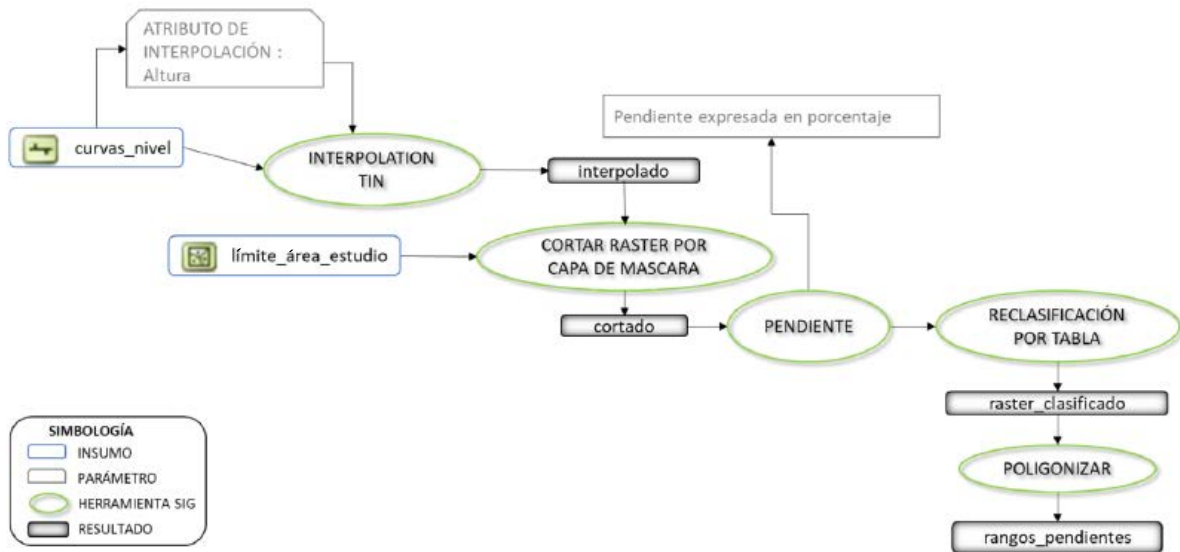 ATRIBUTO DE
INTERPOLACIÓN :
Altura
curvas_nivel
INTERPOLATION
TIN
interpolado
Pendiente expresada en porcentaje
límite_área_estudio
CORTAR RASTER POR
CAPA DE MASCARA
cortado
PENDIENTE
RECLASIFICACIÓN
POR TABLA
raster_clasificado
POLIGONIZAR
rangos_pendientes
SIMBOLOGÍA
INSUMO
PARÁMETRO
HERRAMIENTA SIG
RESULTADO